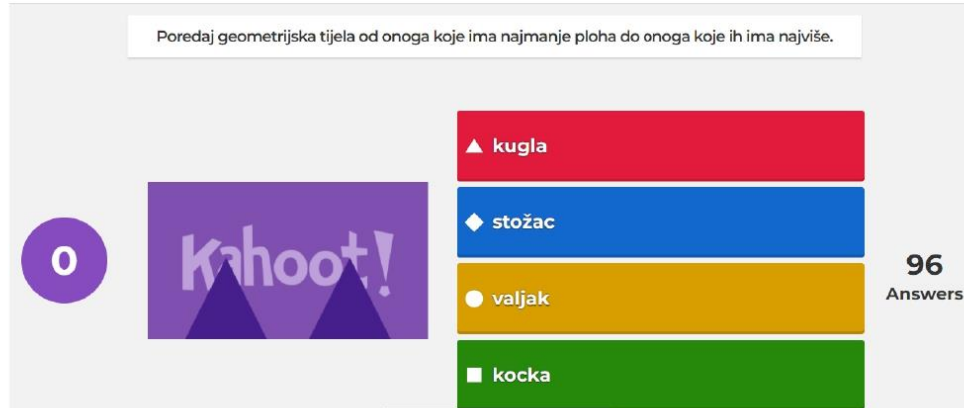 Poredaj geometrijska tijela od onoga koje ima najmanje ploha do onoga koje ih ima najviše.
kugla
0
Kahoot!
stožac
valjak
96
Answers
kocka